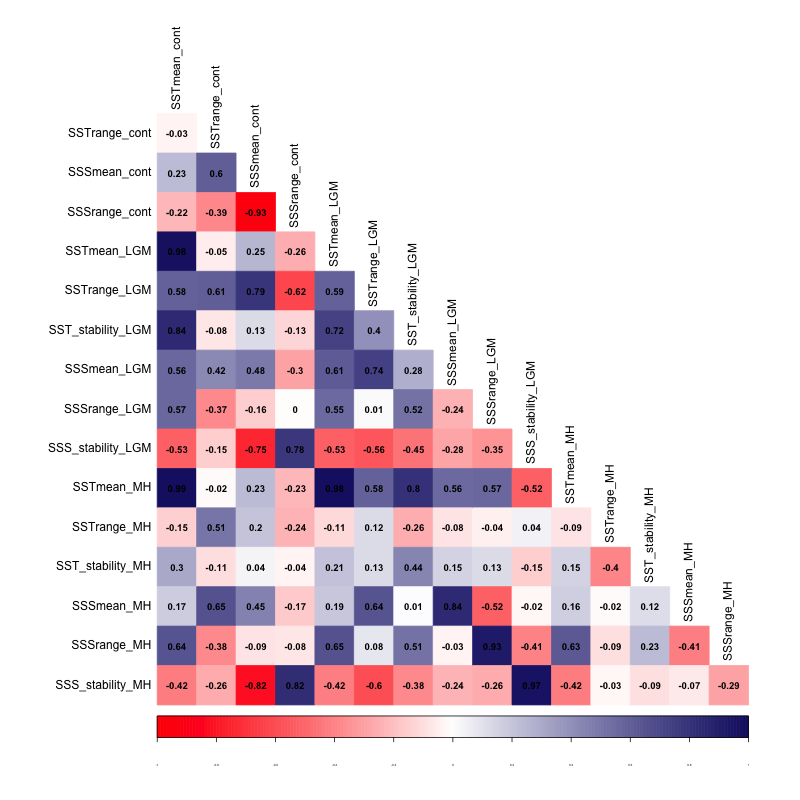 SSTmean_cont
SSTrange_cont
SSSmean_cont
SSSrange_cont
SSTmean_LGM
SSTrange_LGM
SST_stability_LGM
SSSmean_LGM
SSSrange_LGM
SSS_stability_LGM
SSTmean_MH
SSTrange_MH
SST_stability_MH
SSSmean_MH
SSSrange_MH
SSTrange_cont -0.03
SSSmean_cont 0.23 0.6
SSSrange_cont -0.22 -0.39 -0.93
SSTmean_LGM 0.98 -0.05 0.25 -0.26
SSTrange_LGM 0.58 0.61 0.79 -0.62 0.59
SST_stability_LGM 0.84 -0.08 0.13 -0.13 0.72 0.4
SSSmean_LGM 0.56 0.42 0.48 -0.3 0.61 0.74 0.28
SSSrange_LGM 0.57 -0.37 -0.16 0 0.55 0.01 0.52 -0.24
SSS_stability_LGM -0.53 -0.15 -0.75 0.78 -0.53 -0.56 -0.45 -0.28 -0.35
SSTmean_MH 0.99 -0.02 0.23 -0.23 0.98 0.58 0.8 0.56 0.57 -0.52
SSTrange_MH -0.15 0.51 0.2 -0.24 -0.11 0.12 -0.26 -0.08 -0.04 0.04 -0.09
SST_stability_MH 0.3 -0.11 0.04 -0.04 0.21 0.13 0.44 0.15 0.13 -0.15 0.15 -0.4
SSSmean_MH 0.17 0.65 0.45 -0.17 0.19 0.64 0.01 0.84 -0.52 -0.02 0.16 -0.02 0.12
SSSrange_MH 0.64 -0.38 -0.09 -0.08 0.65 0.08 0.51 -0.03 0.93 -0.41 0.63 -0.09 0.23 -0.41
SSS_stability_MH -0.42 -0.26 -0.82 0.82 -0.42 -0.6 -0.38 -0.24 -0.26 0.97 -0.42 -0.03 -0.09 -0.07 -0.29